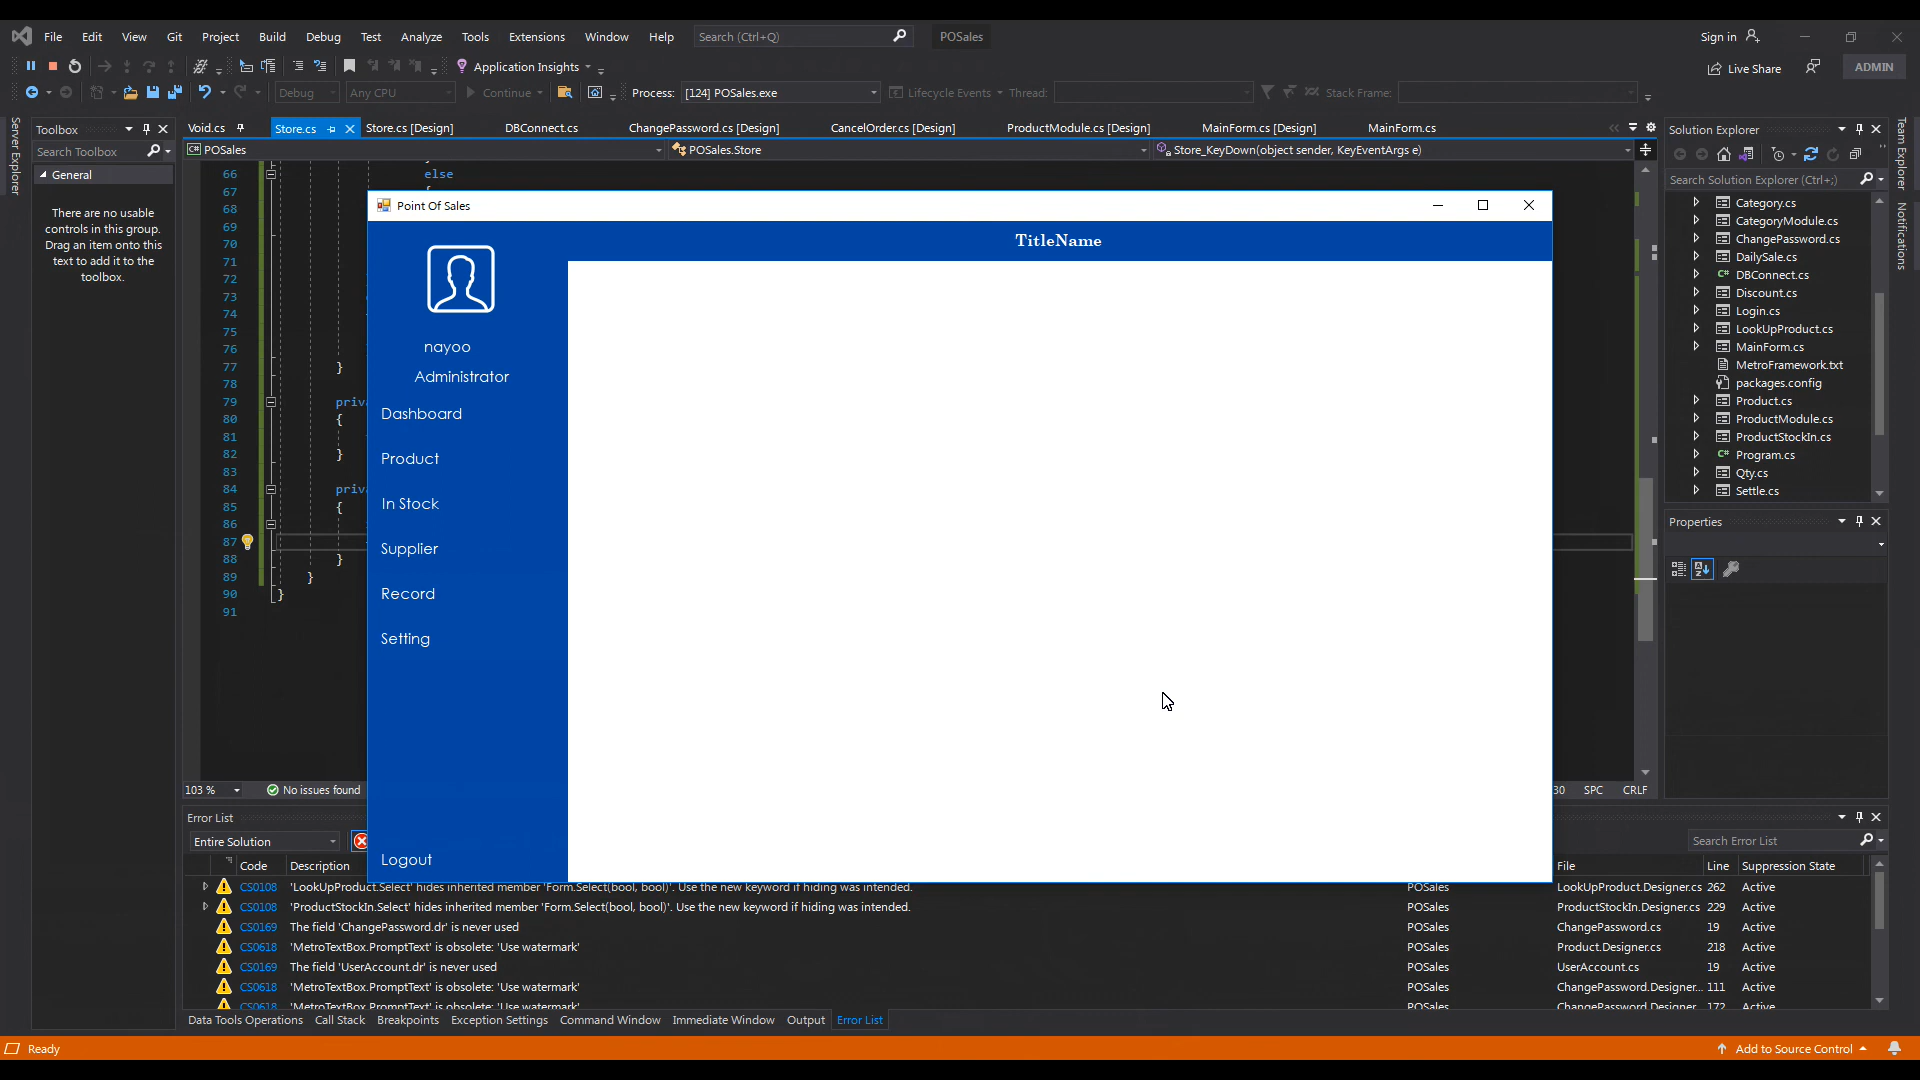 File Edit View Git Project Build Debug Test Analyze Tools Extensions Window Help Search (Ctrl+Q) POSales Sign in
Application Insights Live Share ADMIN
Debug Any CPU Continue Process: [124] POSales.exe Lifecycle Events Thread: Stack Frame:
Server Explorer
Toolbox
Search Toolbox
General
There are no usable
controls in this group.
Drag an item onto this
text to add it to the
toolbox.
Void.cs Store.cs Store.cs [Design] DBConnect.cs ChangePassword.cs [Design] CancelOrder.cs [Design] ProductModule.cs [Design] MainForm.cs [Design] MainForm.cs
POSales POSales.Store Store_KeyDown(object sender, KeyEventArgs e)
66 else
67 {
68
69
70
71
72
73
74
75
76
77 }
78
79 priva
80 {
81
82 }
83
84 priva
85 {
86
87
88 }
89 }
90 }
91
Point Of Sales
TitleName
nayoo
Administrator
Dashboard
Product
In Stock
Supplier
Record
Setting
Logout
103 % No issues found
30 SPC CRLF
Solution Explorer
Search Solution Explorer (Ctrl+;)
Category.cs
CategoryModule.cs
ChangePassword.cs
DailySale.cs
DBConnect.cs
Discount.cs
Login.cs
LookUpProduct.cs
MainForm.cs
MetroFramework.txt
packages.config
Product.cs
ProductModule.cs
ProductStockIn.cs
Program.cs
Qty.cs
Settle.cs
Team Explorer
Notifications
Properties
Error List
Entire Solution Search Error List
Code Description File Line Suppression State
CS0108 'LookUpProduct.Select' hides inherited member 'Form.Select(bool, bool)'. Use the new keyword if hiding was intended. POSales LookUpProduct.Designer.cs 262 Active
CS0108 'ProductStockIn.Select' hides inherited member 'Form.Select(bool, bool)'. Use the new keyword if hiding was intended. POSales ProductStockIn.Designer.cs 229 Active
CS0169 The field 'ChangePassword.dr' is never used POSales ChangePassword.cs 19 Active
CS0618 'MetroTextBox.PromptText' is obsolete: 'Use watermark' POSales Product.Designer.cs 218 Active
CS0169 The field 'UserAccount.dr' is never used POSales UserAccount.cs 19 Active
CS0618 'MetroTextBox.PromptText' is obsolete: 'Use watermark' POSales ChangePassword.Designer... 111 Active
CS0618 'MetroTextBox.PromptText' is obsolete: 'Use watermark' POSales ChangePassword.Designer 172 Active
Data Tools Operations Call Stack Breakpoints Exception Settings Command Window Immediate Window Output Error List
Ready Add to Source Control